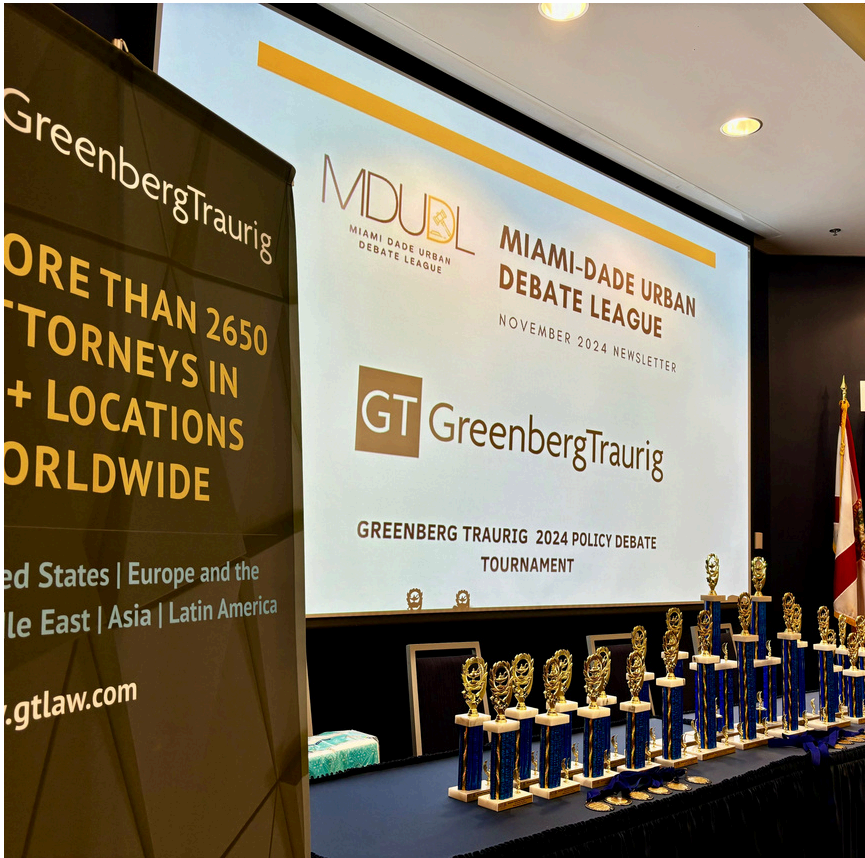 GreenbergTraurig
ORE THAN 2650
TTORNEYS IN
+ LOCATIONS
ORLDWIDE
ed States | Europe and the
le East | Asia | Latin America
.gtlaw.com
MDUDL
MIAMI DADE URBAN
DEBATE LEAGUE
MIAMI-DADE URBAN
DEBATE LEAGUE
NOVEMBER 2024 NEWSLETTER
GT GreenbergTraurig
GREENBERG TRAURIG 2024 POLICY DEBATE
TOURNAMENT